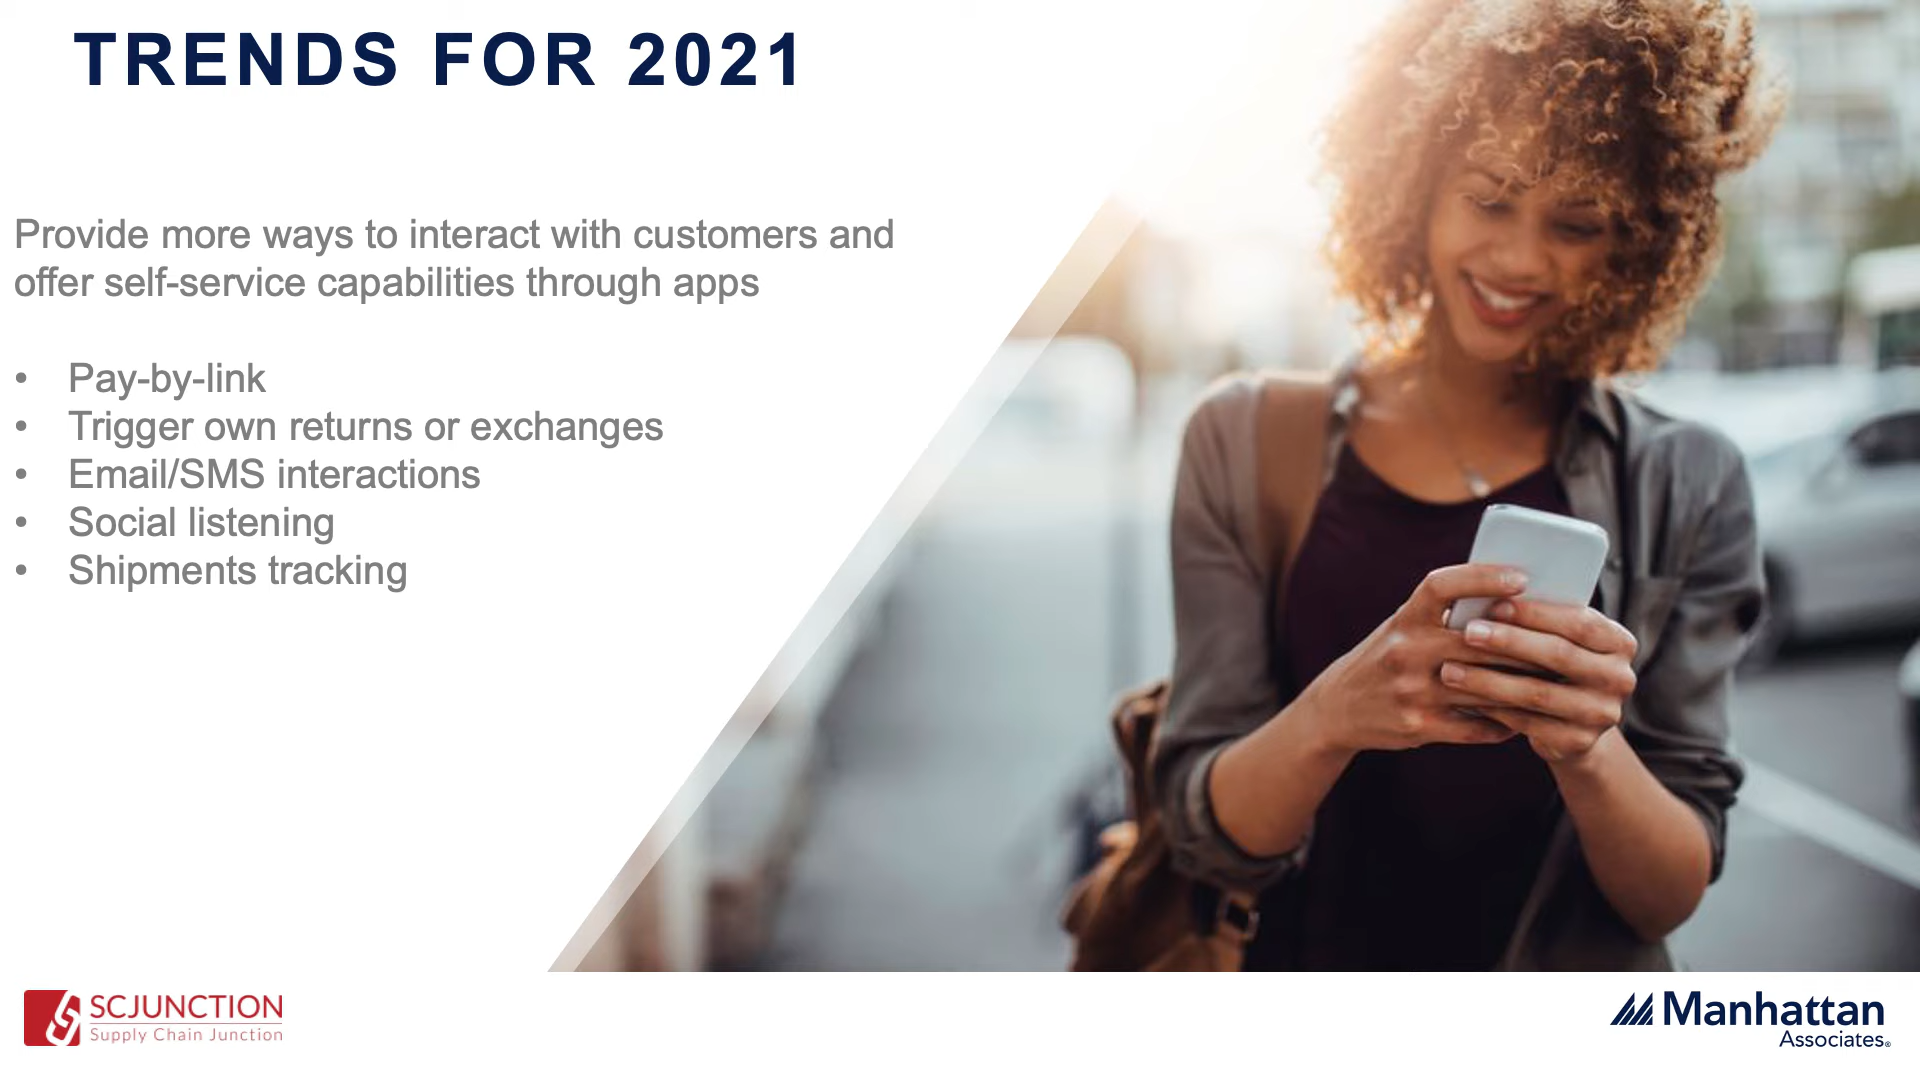 TRENDS FOR 2021
Provide more ways to interact with customers and
offer self-service capabilities through apps
• Pay-by-link
• Trigger own returns or exchanges
• Email/SMS interactions
• Social listening
• Shipments tracking
SCJUNCTION
Supply Chain Junction
Manhattan
Associates®